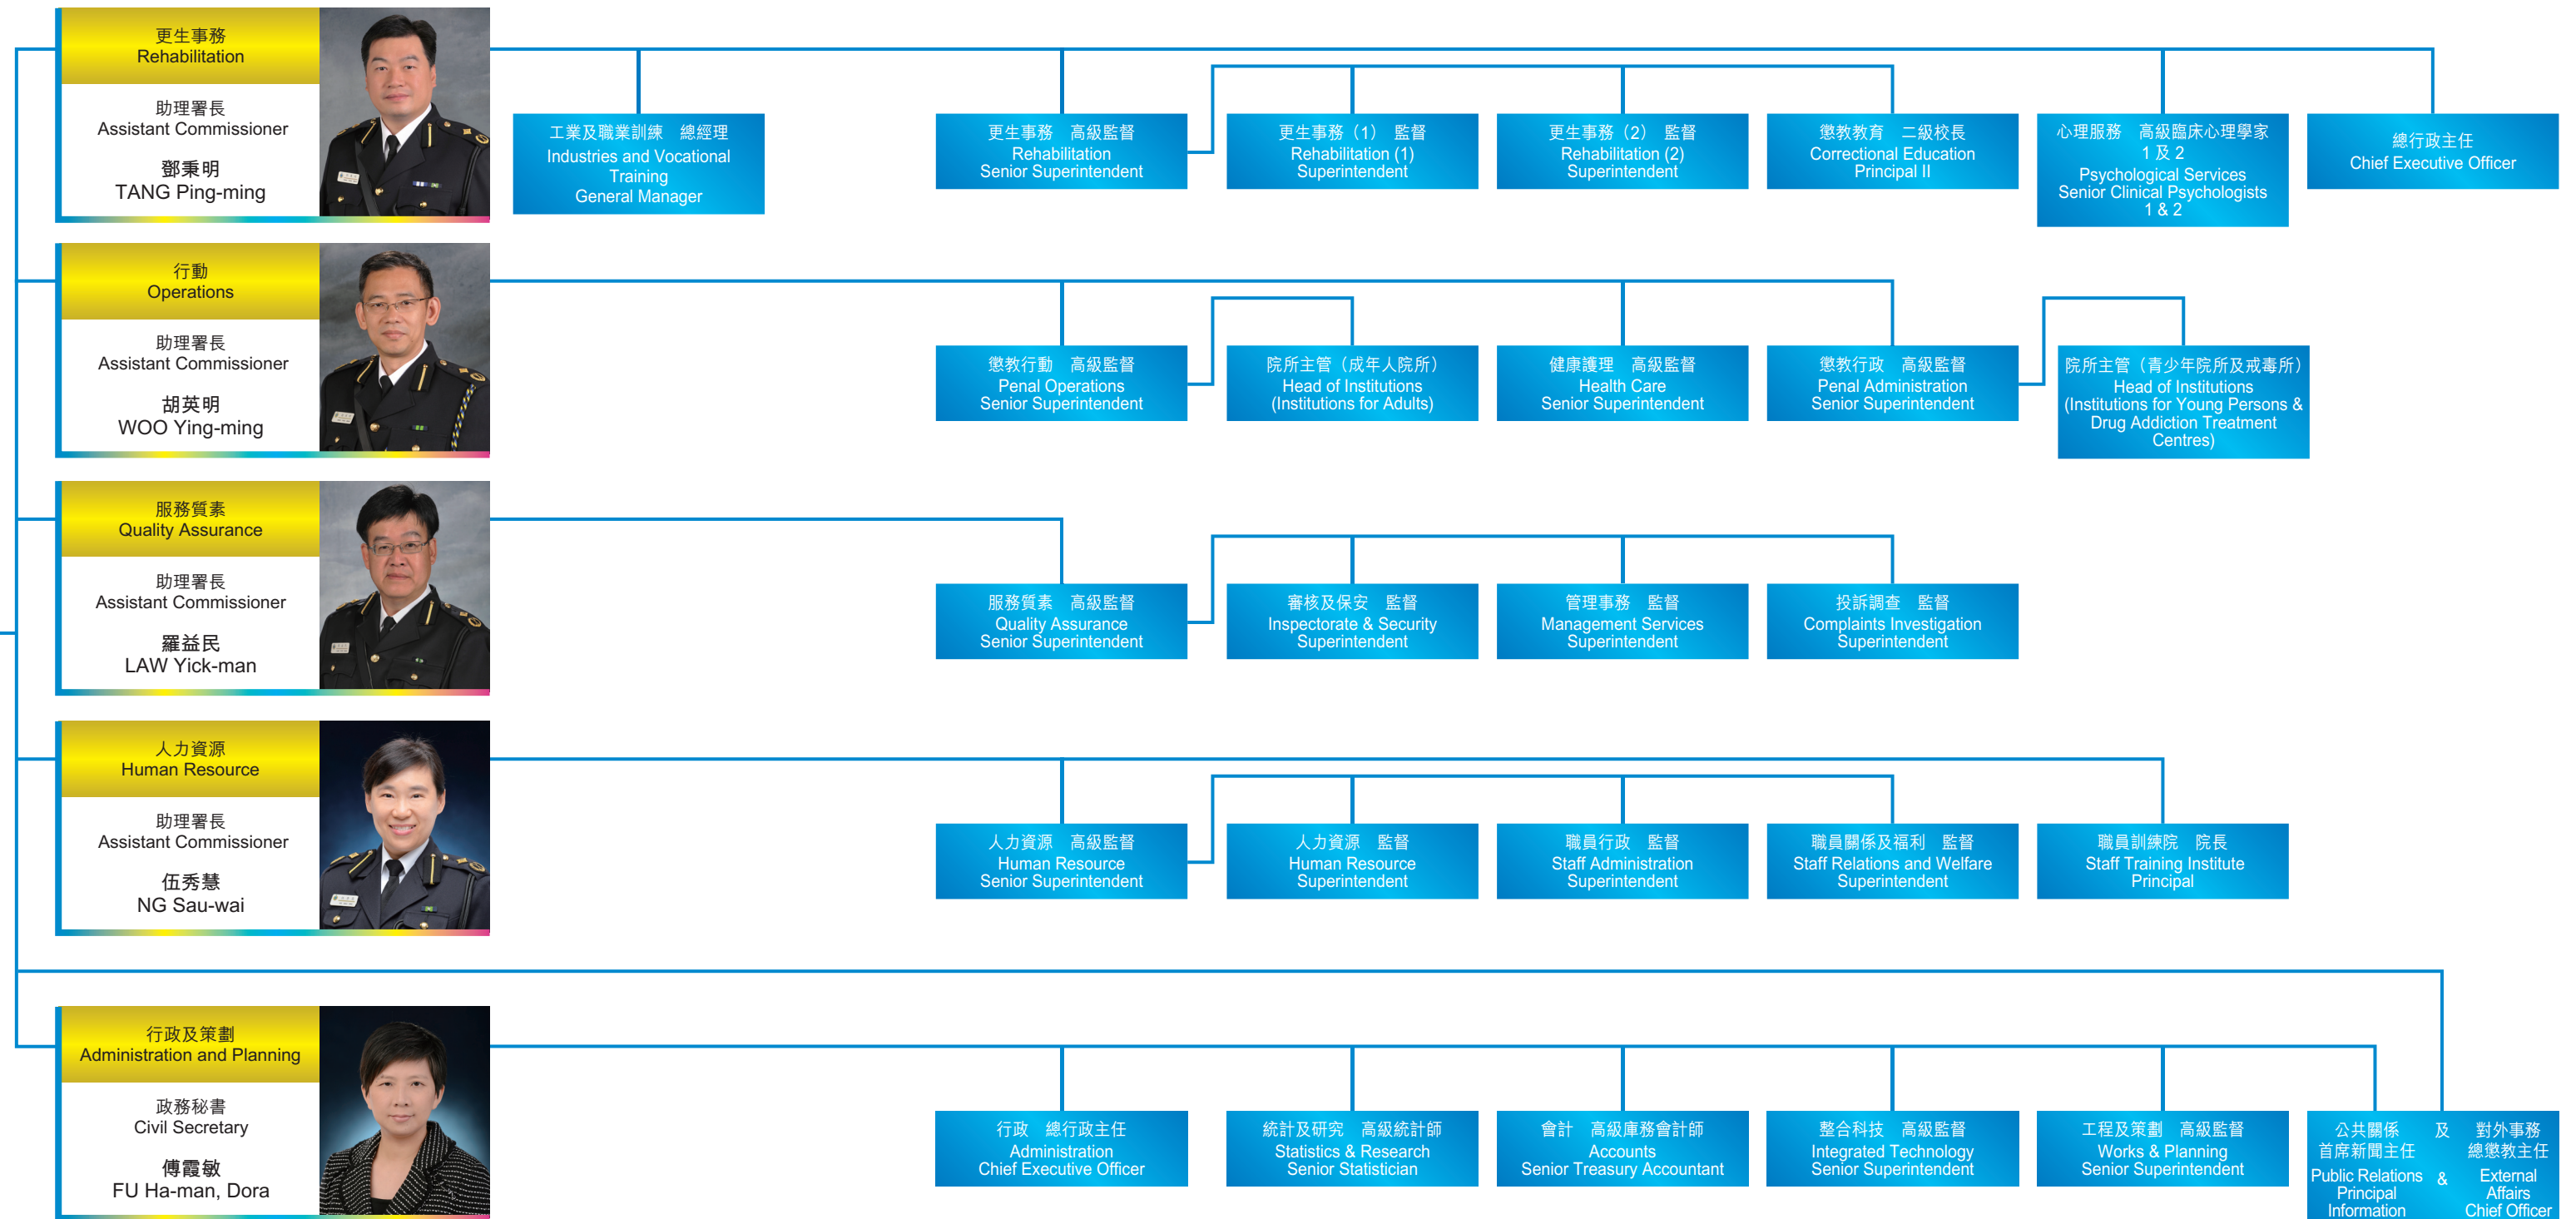 更生事務
Rehabilitation
助理署長
Assistant Commissioner
鄧秉明
TANG Ping-ming
工業及職業訓練 總經理
Industries and Vocational
Training
General Manager
更生事務 高級監督
Rehabilitation
Senior Superintendent
更生事務（1） 監督
Rehabilitation (1)
Superintendent
更生事務（2） 監督
Rehabilitation (2)
Superintendent
懲教教育 二級校長
Correctional Education
Principal II
心理服務 高級臨床心理學家
1 及 2
Psychological Services
Senior Clinical Psychologists
1 & 2
總行政主任
Chief Executive Officer
行動
Operations
助理署長
Assistant Commissioner
胡英明
WOO Ying-ming
懲教行動 高級監督
Penal Operations
Senior Superintendent
院所主管（成年人院所）
Head of Institutions
(Institutions for Adults)
健康護理 高級監督
Health Care
Senior Superintendent
懲教行政 高級監督
Penal Administration
Senior Superintendent
院所主管（青少年院所及戒毒所）
Head of Institutions
(Institutions for Young Persons &
Drug Addiction Treatment
Centres)
服務質素
Quality Assurance
助理署長
Assistant Commissioner
羅益民
LAW Yick-man
服務質素 高級監督
Quality Assurance
Senior Superintendent
審核及保安 監督
Inspectorate & Security
Superintendent
管理事務 監督
Management Services
Superintendent
投訴調查 監督
Complaints Investigation
Superintendent
人力資源
Human Resource
助理署長
Assistant Commissioner
伍秀慧
NG Sau-wai
人力資源 高級監督
Human Resource
Senior Superintendent
人力資源 監督
Human Resource
Superintendent
職員行政 監督
Staff Administration
Superintendent
職員關係及福利 監督
Staff Relations and Welfare
Superintendent
職員訓練院 院長
Staff Training Institute
Principal
行政及策劃
Administration and Planning
政務秘書
Civil Secretary
傅霞敏
FU Ha-man, Dora
行政 總行政主任
Administration
Chief Executive Officer
統計及研究 高級統計師
Statistics & Research
Senior Statistician
會計 高級庫務會計師
Accounts
Senior Treasury Accountant
整合科技 高級監督
Integrated Technology
Senior Superintendent
工程及策劃 高級監督
Works & Planning
Senior Superintendent
公共關係 及 對外事務
首席新聞主任 總懲教主任
Public Relations & External
Principal Affairs
Information Chief Officer